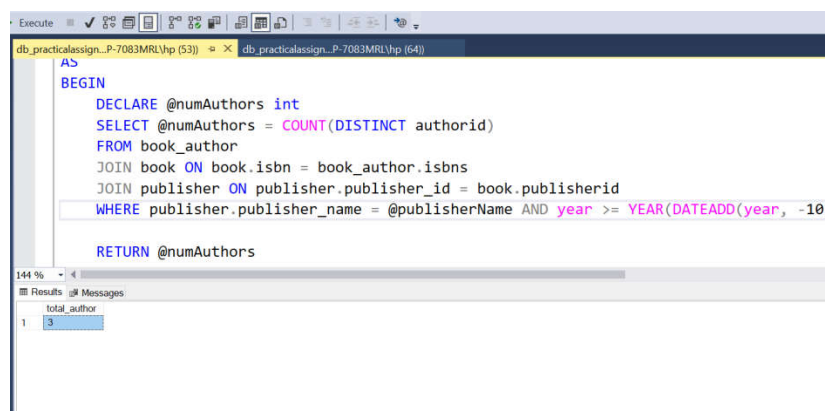 Execute
db_practicalassign...P-7083MRL\hp (53)) db_practicalassign...P-7083MRL\hp (64))
AS
BEGIN
DECLARE @numAuthors int
SELECT @numAuthors = COUNT(DISTINCT authorid)
FROM book_author
JOIN book ON book.isbn = book_author.isbns
JOIN publisher ON publisher.publisher_id = book.publisherid
WHERE publisher.publisher_name = @publisherName AND year >= YEAR(DATEADD(year, -10
RETURN @numAuthors
144 %
Results Messages
total_author
1 3